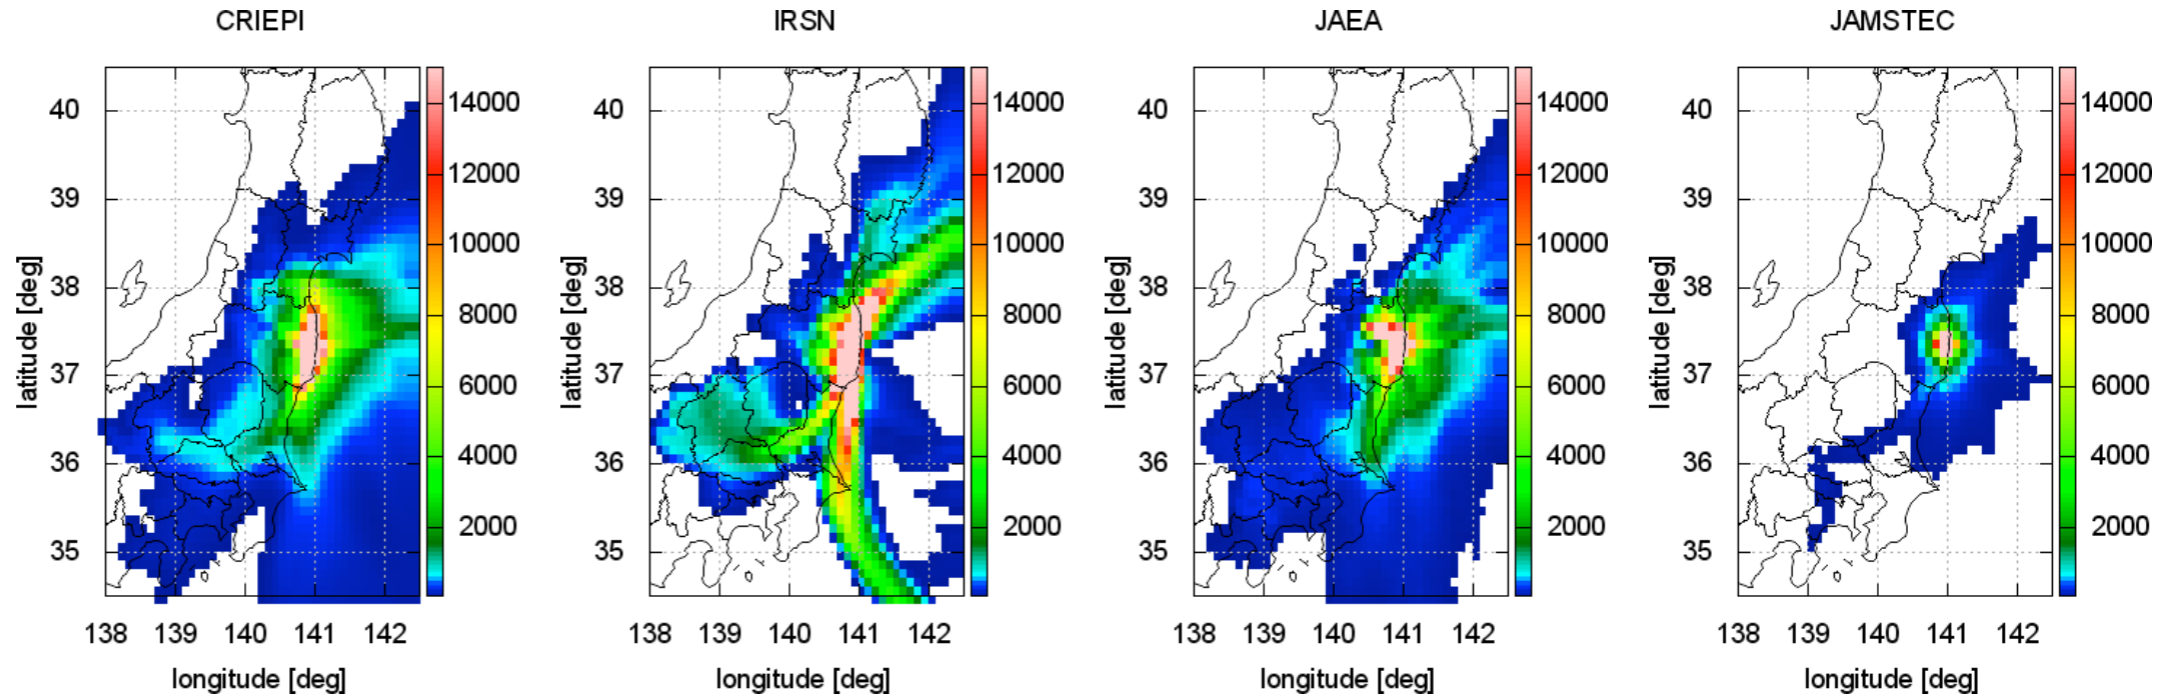 CRIEPI IRSN JAEA JAMSTEC
40 14000 40 14000 40 14000 40 14000
12000 12000 12000 12000
39 39 39 39
10000 10000 10000 10000
38 38 38 38
8000 8000 8000 8000
latitude [deg] latitude [deg] latitude [deg] latitude [deg]
37 6000 37 6000 37 6000 37 6000
36 4000 36 4000 36 4000 36 4000
2000 2000 2000 2000
35 35 35 35
138 139 140 141 142 138 139 140 141 142 138 139 140 141 142 138 139 140 141 142
longitude [deg] longitude [deg] longitude [deg] longitude [deg]